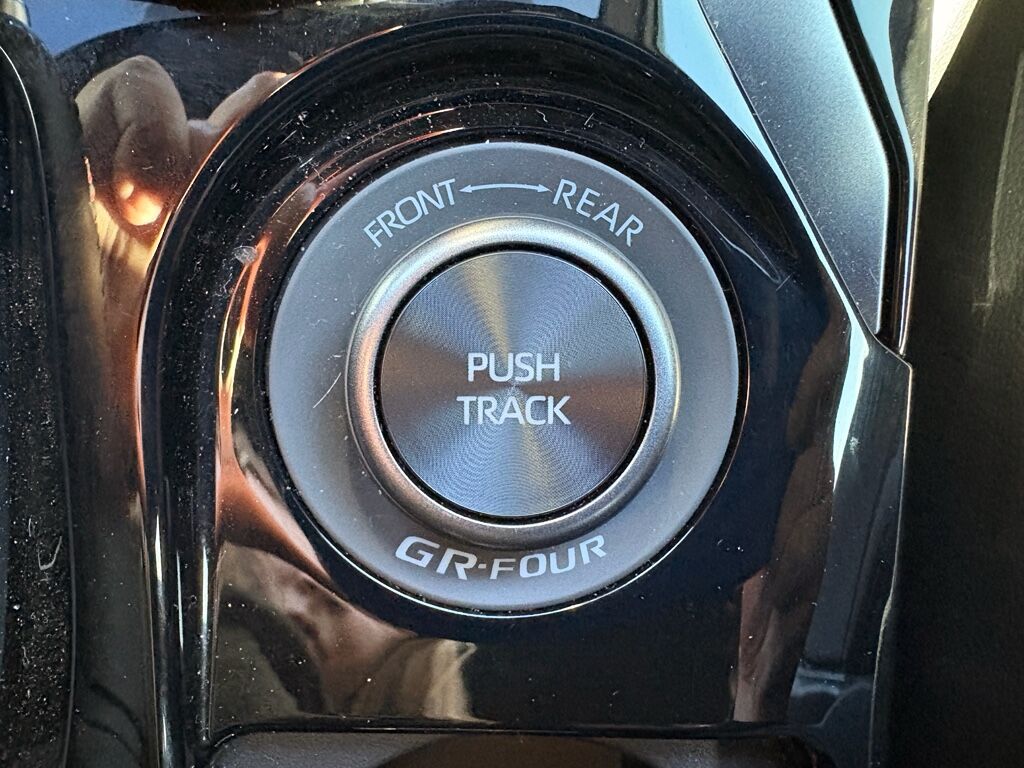 FRONT ↔ REAR
PUSH
TRACK
GR-FOUR